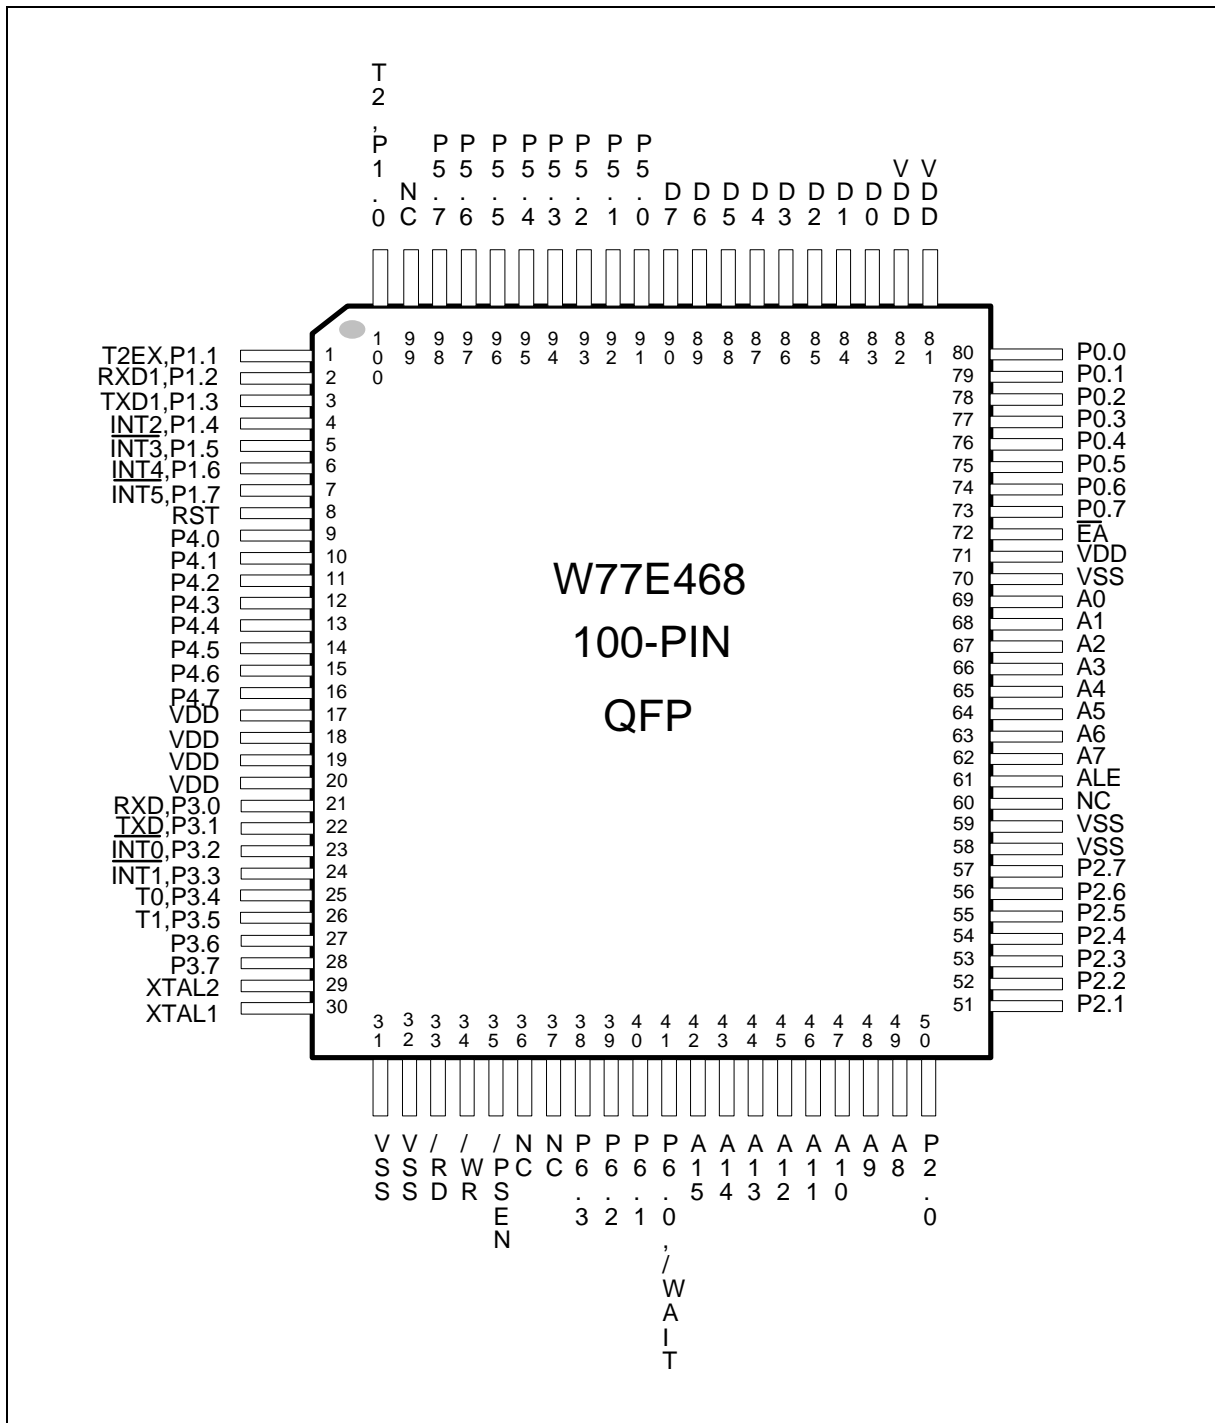 T2,P1.0
NC
P5.7
P5.6
P5.5
P5.4
P5.3
P5.2
P5.1
P5.0
D7
D6
D5
D4
D3
D2
D1
D0
VDD
VDD
100
99
98
97
96
95
94
93
92
91
90
89
88
87
86
85
84
83
82
81
T2EX,P1.1 1
RXD1,P1.2 2
TXD1,P1.3 3
INT2,P1.4 4
INT3,P1.5 5
INT4,P1.6 6
INT5,P1.7 7
RST 8
P4.0 9
P4.1 10
P4.2 11
P4.3 12
P4.4 13
P4.5 14
P4.6 15
P4.7 16
VDD 17
VDD 18
VDD 19
VDD 20
RXD,P3.0 21
TXD,P3.1 22
INT0,P3.2 23
INT1,P3.3 24
T0,P3.4 25
T1,P3.5 26
P3.6 27
P3.7 28
XTAL2 29
XTAL1 30
W77E468
100-PIN
QFP
80 P0.0
79 P0.1
78 P0.2
77 P0.3
76 P0.4
75 P0.5
74 P0.6
73 P0.7
72 EA
71 VDD
70 VSS
69 A0
68 A1
67 A2
66 A3
65 A4
64 A5
63 A6
62 A7
61 ALE
60 NC
59 VSS
58 VSS
57 P2.7
56 P2.6
55 P2.5
54 P2.4
53 P2.3
52 P2.2
51 P2.1
31
32
33
34
35
36
37
38
39
40
41
42
43
44
45
46
47
48
49
50
VSS
VSS
/RD
/WR
/PSEN
NC
NC
P6.3
P6.2
P6.1
P6.0,/WAIT
A15
A14
A13
A12
A11
A10
A9
A8
P2.0